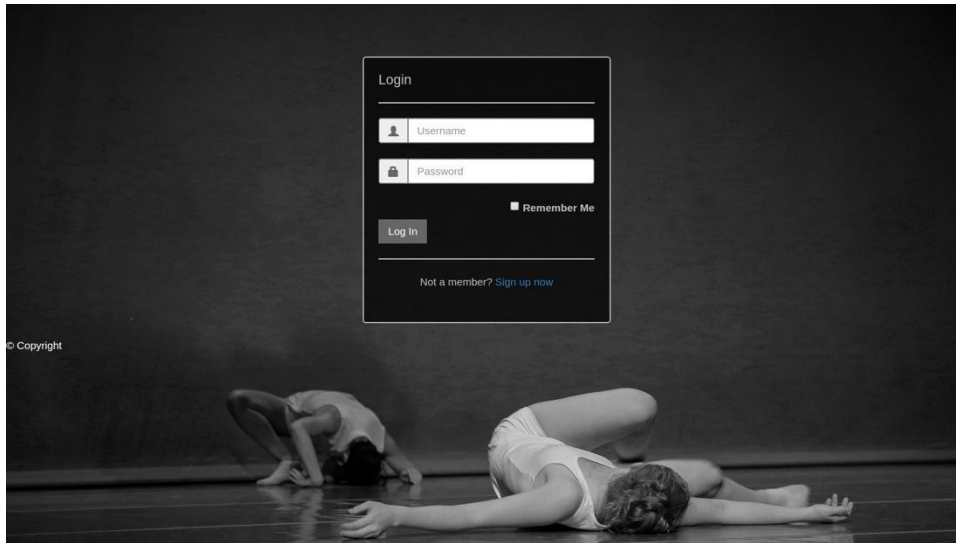 Login
Username
Password
Remember Me
Log In
Not a member? Sign up now
© Copyright